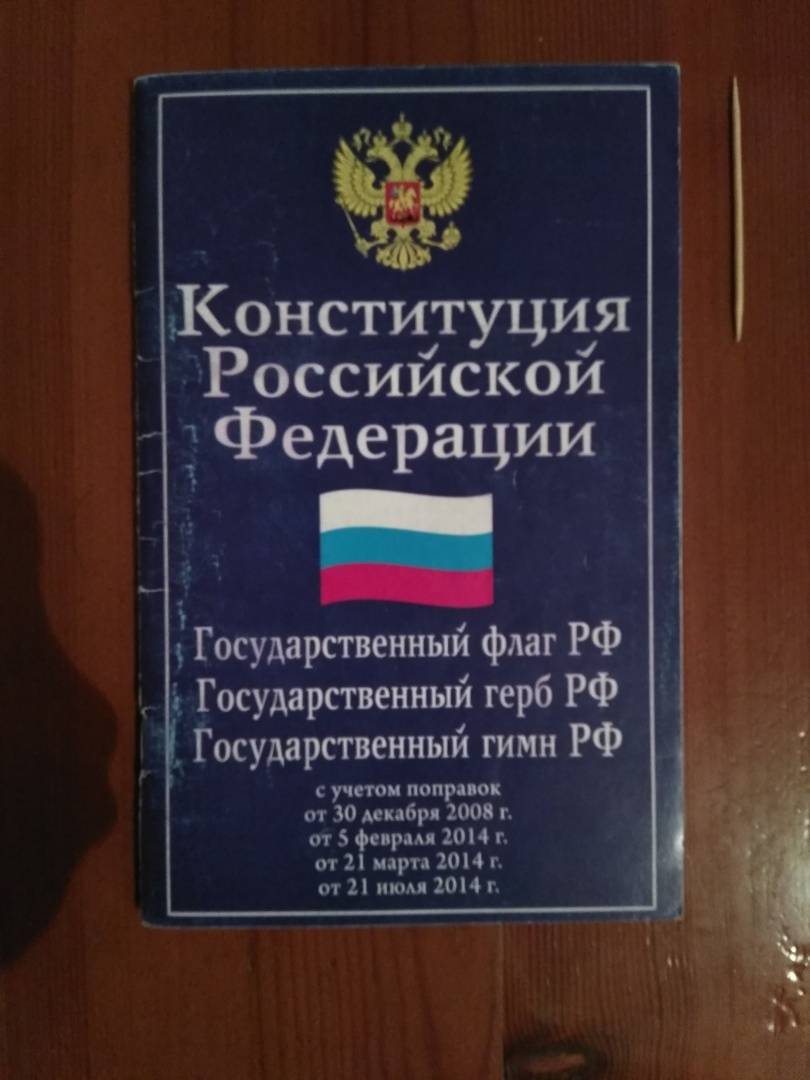 Конституция
Российской
Федерации
Государственный флаг РФ
Государственный герб РФ
Государственный гимн РФ
с учетом поправок
от 30 декабря 2008 г.
от 5 февраля 2014 г.
от 21 марта 2014 г.
от 21 июля 2014 г.